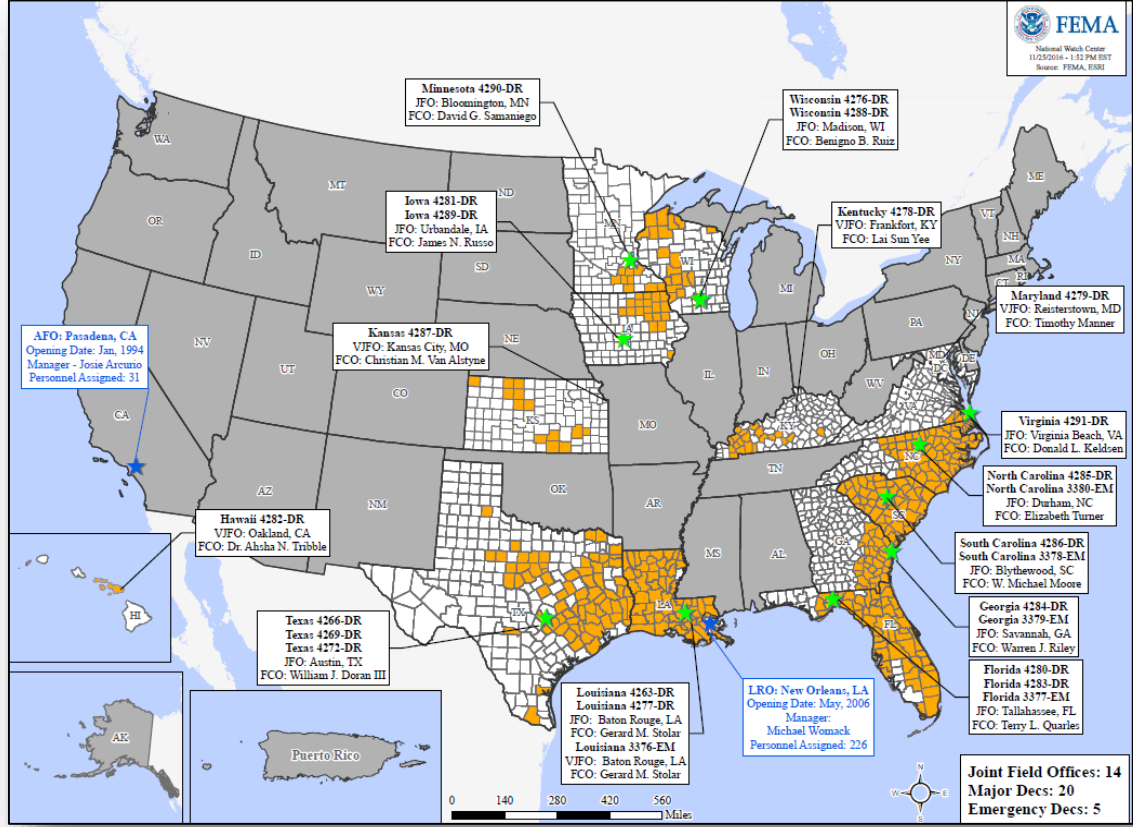 FEMA
National Watch Center
11/25/2016 - 1:52 PM EST
Source: FEMA, ESRI
Minnesota 4290-DR
JFO: Bloomington, MN
FCO: David G. Samaniego
Wisconsin 4276-DR
Wisconsin 4288-DR
JFO: Madison, WI
FCO: Benigno B. Ruiz
Iowa 4281-DR
Iowa 4289-DR
JFO: Urbandale, IA
FCO: James N. Russo
Kentucky 4278-DR
VJFO: Frankfort, KY
FCO: Lai Sun Yee
Maryland 4279-DR
VJFO: Reisterstown, MD
FCO: Timothy Manner
Kansas 4287-DR
VJFO: Kansas City, MO
FCO: Christian M. Van Alstyne
AFO: Pasadena, CA
Opening Date: Jan, 1994
Manager - Josie Arcurio
Personnel Assigned: 31
Virginia 4291-DR
JFO: Virginia Beach, VA
FCO: Donald L. Keldsen
North Carolina 4285-DR
North Carolina 3380-EM
JFO: Durham, NC
FCO: Elizabeth Turner
Hawaii 4282-DR
VJFO: Oakland, CA
FCO: Dr. Ahsha N. Tribble
South Carolina 4286-DR
South Carolina 3378-EM
JFO: Blythewood, SC
FCO: W. Michael Moore
Georgia 4284-DR
Georgia 3379-EM
JFO: Savannah, GA
FCO: Warren J. Riley
Texas 4266-DR
Texas 4269-DR
Texas 4272-DR
JFO: Austin, TX
FCO: William J. Doran III
Florida 4280-DR
Florida 4283-DR
Florida 3377-EM
JFO: Tallahassee, FL
FCO: Terry L. Quarles
Louisiana 4263-DR
Louisiana 4277-DR
JFO: Baton Rouge, LA
FCO: Gerard M. Stolar
Louisiana 3376-EM
VJFO: Baton Rouge, LA
FCO: Gerard M. Stolar
LRO: New Orleans, LA
Opening Date: May, 2006
Manager:
Michael Womack
Personnel Assigned: 226
WA
MT
ND
MN
ME
OR
ID
SD
WI
VT
NH
NY
MA
CT
RI
WY
MI
PA
NJ
NV
NE
IA
OH
MD
DE
DC
UT
CO
IL
IN
WV
VA
CA
KS
MO
KY
NC
TN
AZ
NM
OK
AR
SC
MS
AL
GA
TX
LA
FL
HI
AK
Puerto Rico
N
W
E
S
0 140 280 420 560
Miles
Joint Field Offices: 14
Major Decs: 20
Emergency Decs: 5